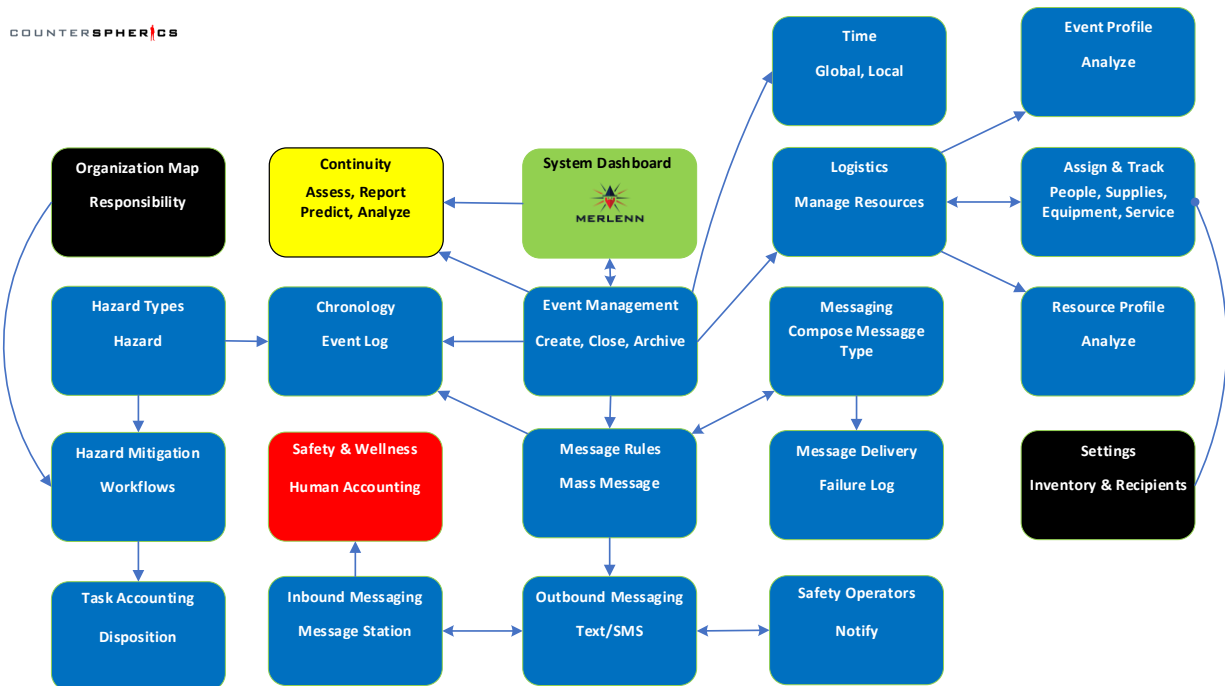 COUNTERSPHERICS
Time
Global, Local
Event Profile
Analyze
Organization Map
Responsibility
Continuity
Assess, Report
Predict, Analyze
System Dashboard
MERLENN
Logistics
Manage Resources
Assign & Track
People, Supplies,
Equipment, Service
Hazard Types
Hazard
Chronology
Event Log
Event Management
Create, Close, Archive
Messaging
Compose Messagge
Type
Resource Profile
Analyze
Hazard Mitigation
Workflows
Safety & Wellness
Human Accounting
Message Rules
Mass Message
Message Delivery
Failure Log
Settings
Inventory & Recipients
Task Accounting
Disposition
Inbound Messaging
Message Station
Outbound Messaging
Text/SMS
Safety Operators
Notify